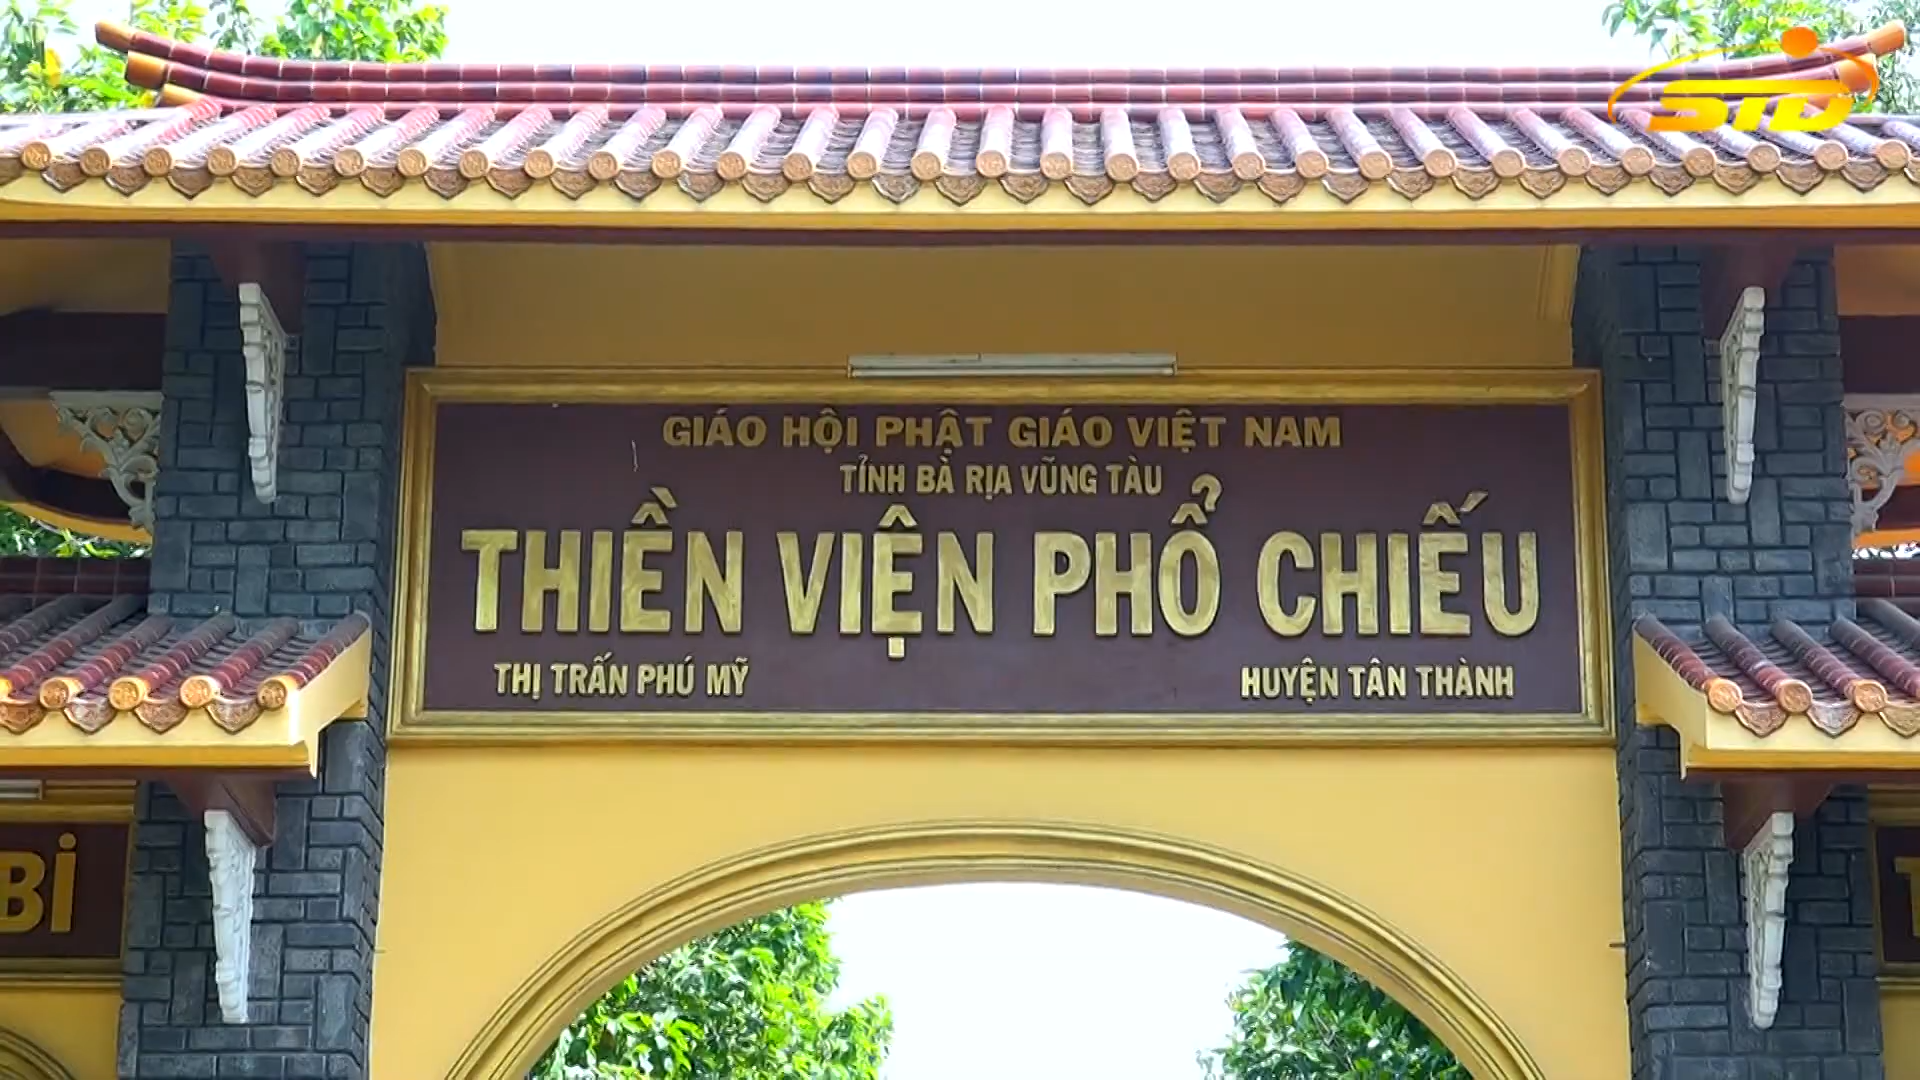 STD
GIÁO HỘI PHẬT GIÁO VIỆT NAM
TỈNH BÀ RỊA VŨNG TÀU
THIỀN VIỆN PHỔ CHIẾU
THỊ TRẤN PHÚ MỸ
HUYỆN TÂN THÀNH
BI